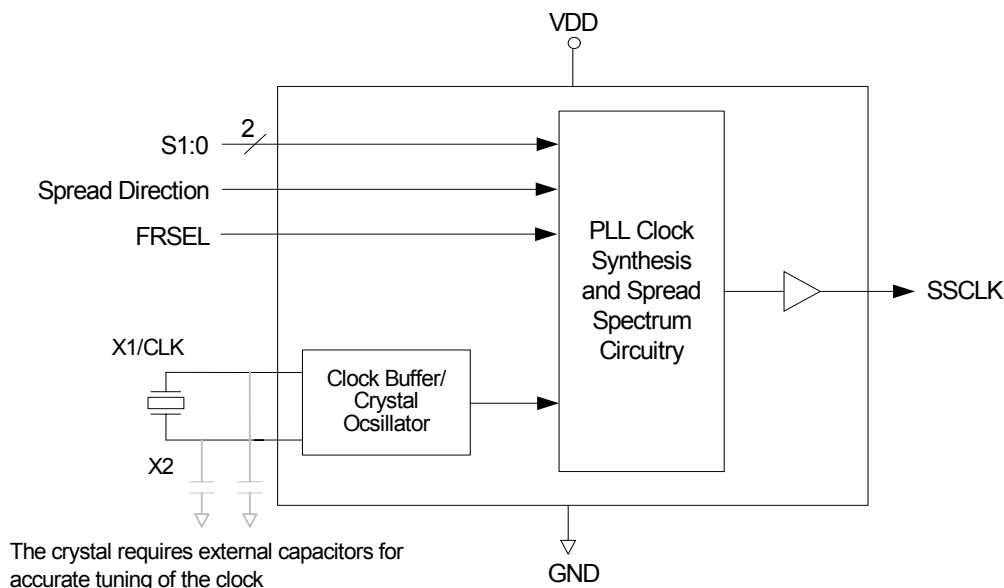 VDD
2
S1:0
Spread Direction
FRSEL
PLL Clock
Synthesis
and Spread
Spectrum
Circuitry
SSCLK
X1/CLK
Clock Buffer/
Crystal
Ocsillator
X2
The crystal requires external capacitors for
accurate tuning of the clock
GND